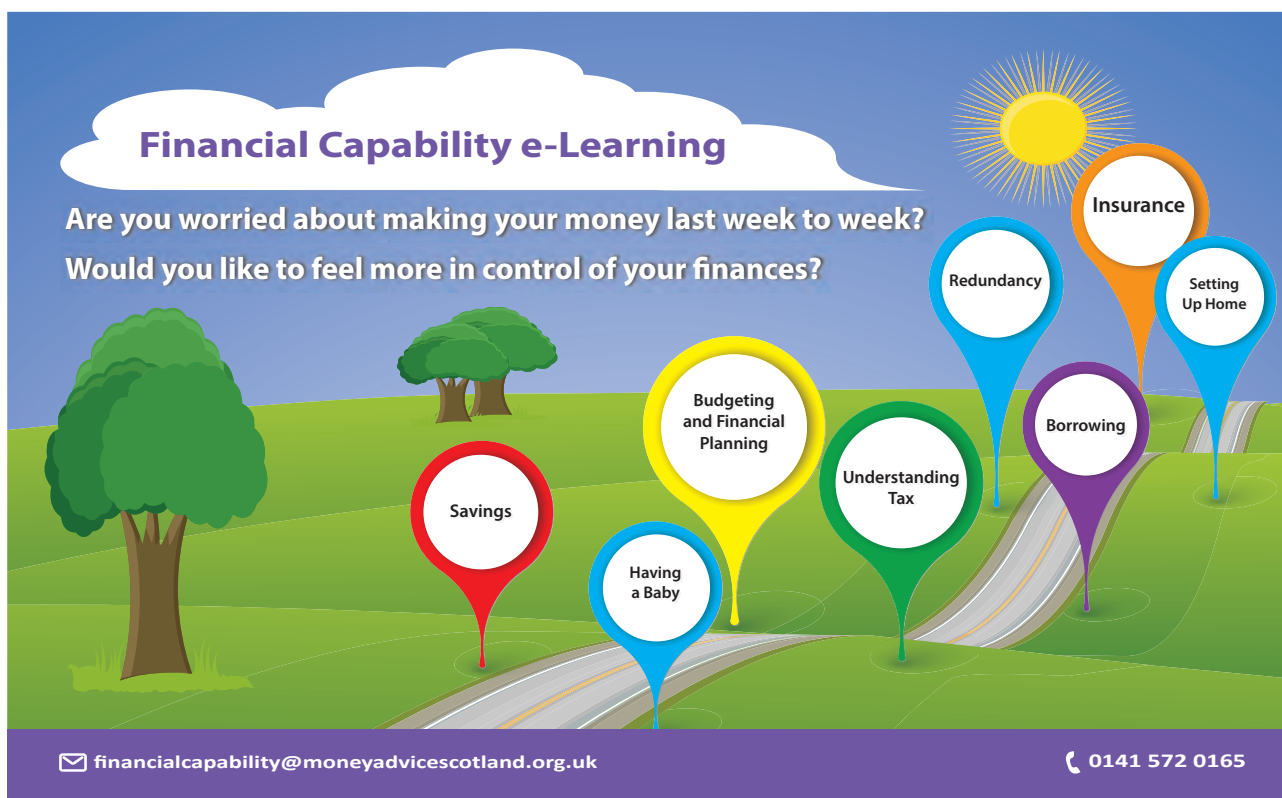 Financial Capability e-Learning
Are you worried about making your money last week to week?
Would you like to feel more in control of your finances?
Insurance
Redundancy
Setting
Up Home
Budgeting
and Financial
Planning
Borrowing
Understanding
Tax
Savings
Having
a Baby
financialcapability@moneyadvicescotland.org.uk
0141 572 0165